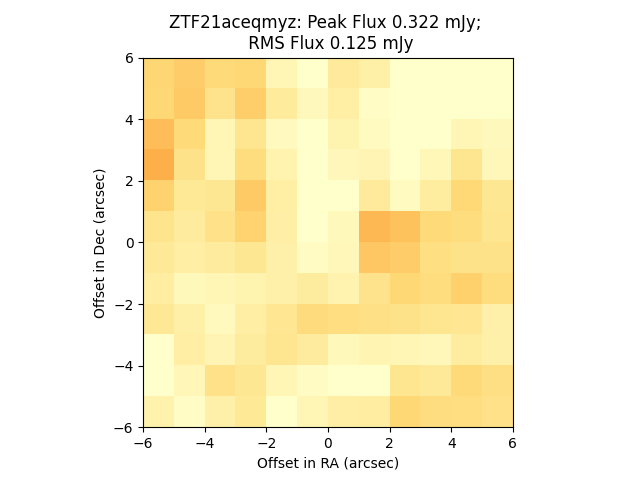 ZTF21aceqmyz: Peak Flux 0.322 mJy;
RMS Flux 0.125 mJy
6
4
2
0
−2
−4
−6
Offset in Dec (arcsec)
−6 −4 −2 0 2 4 6
Offset in RA (arcsec)